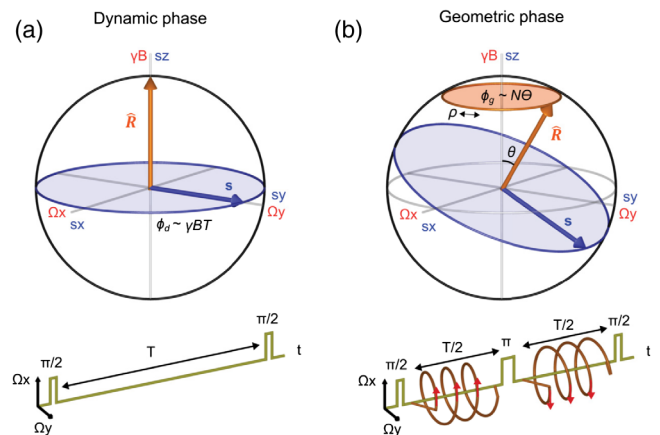 (a) Dynamic phase
γB sz
R̂
s
sy
Ωx Ωy
sx
ϕd ~ γBT
π/2
T
π/2
t
Ωx
Ωy
(b) Geometric phase
γB sz
ϕg ~ NΘ
ρ
R̂
θ
sy
Ωx Ωy
sx
s
π/2
T/2
π
T/2
π/2
t
Ωx
Ωy